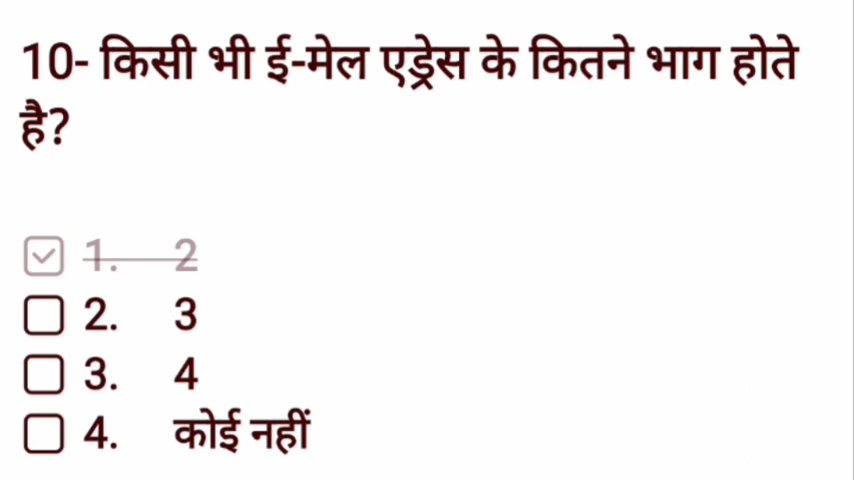 10- किसी भी ई-मेल एड्रेस के कितने भाग होते
है?
1. 2
2. 3
3. 4
4. कोई नहीं